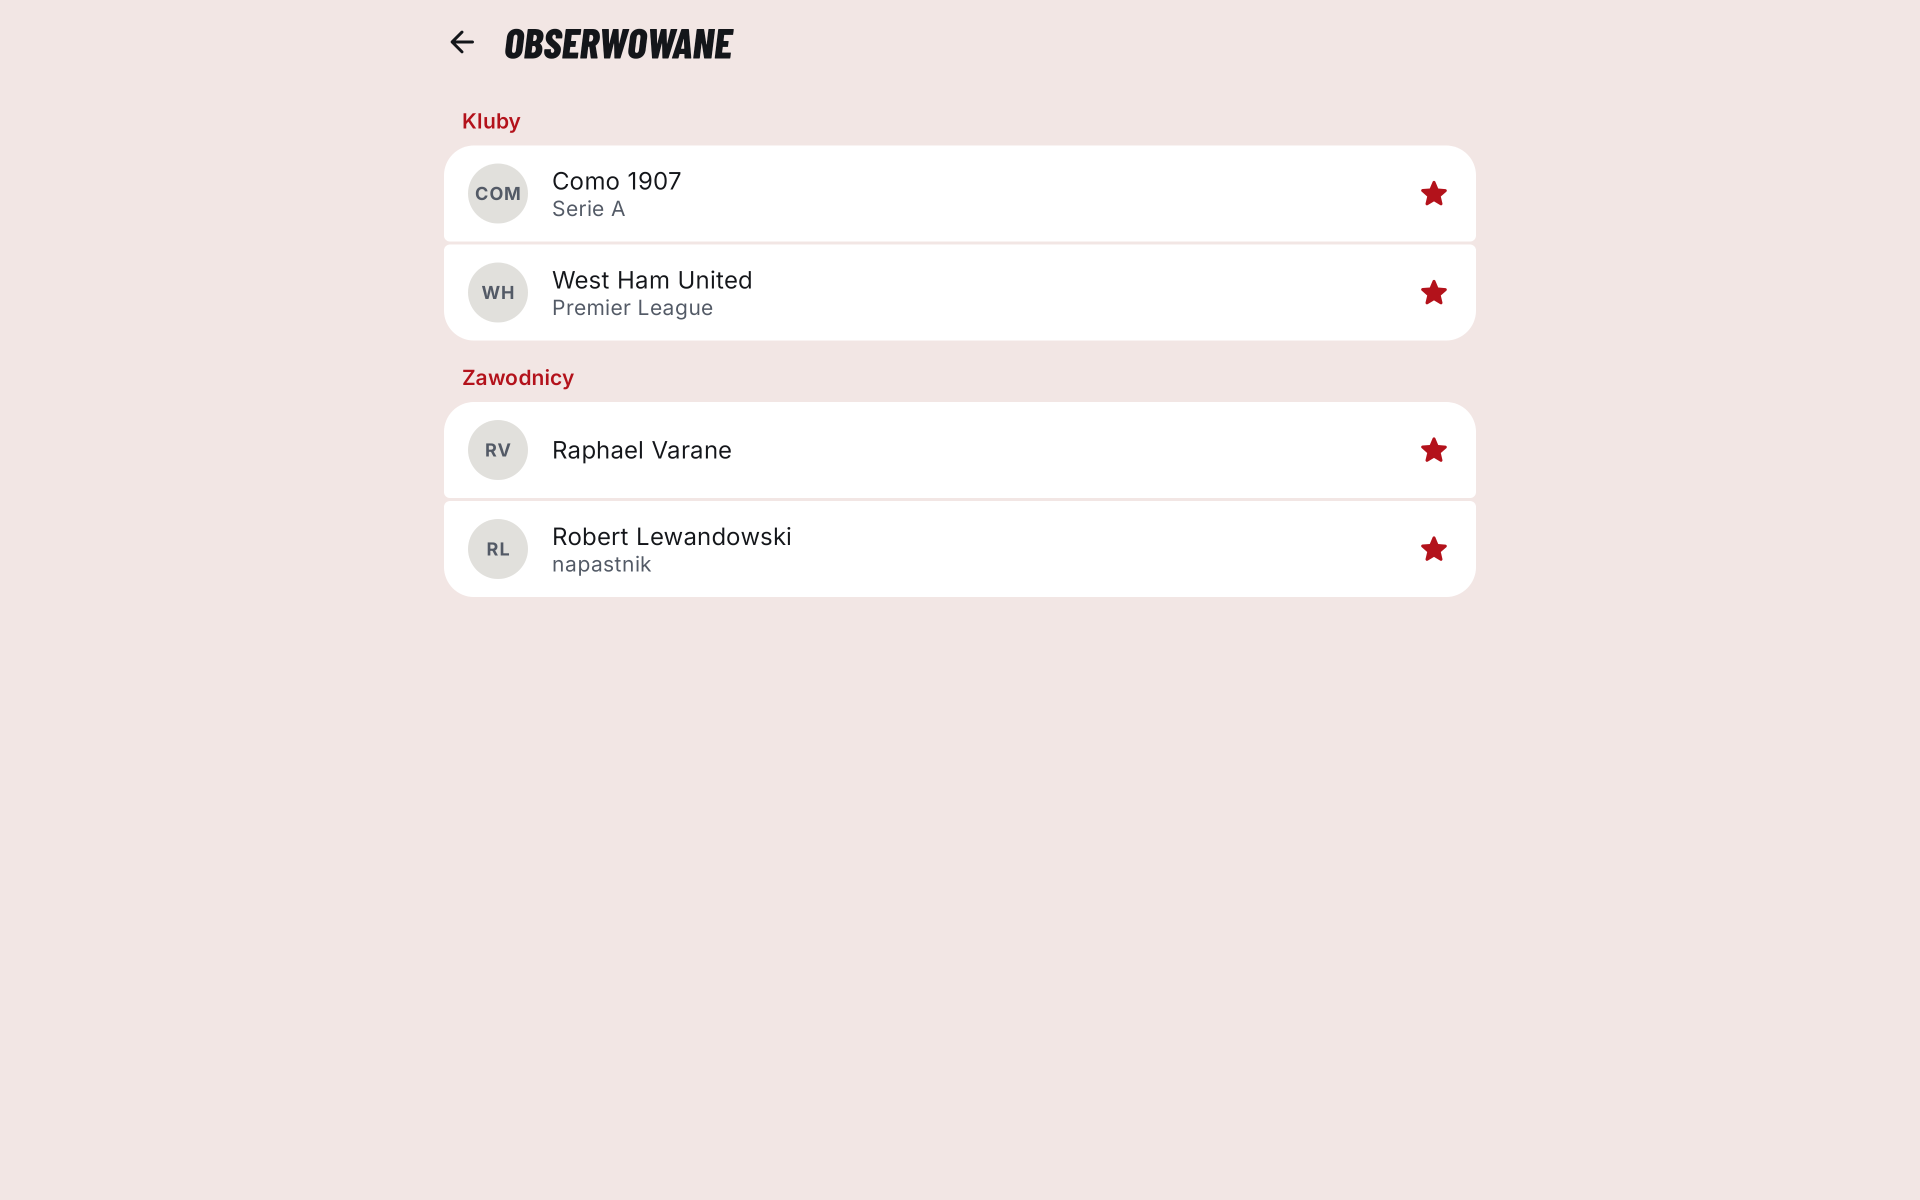 OBSERWOWANE
Kluby
COM
Como 1907
Serie A
WH
West Ham United
Premier League
Zawodnicy
RV
Raphael Varane
RL
Robert Lewandowski
napastnik